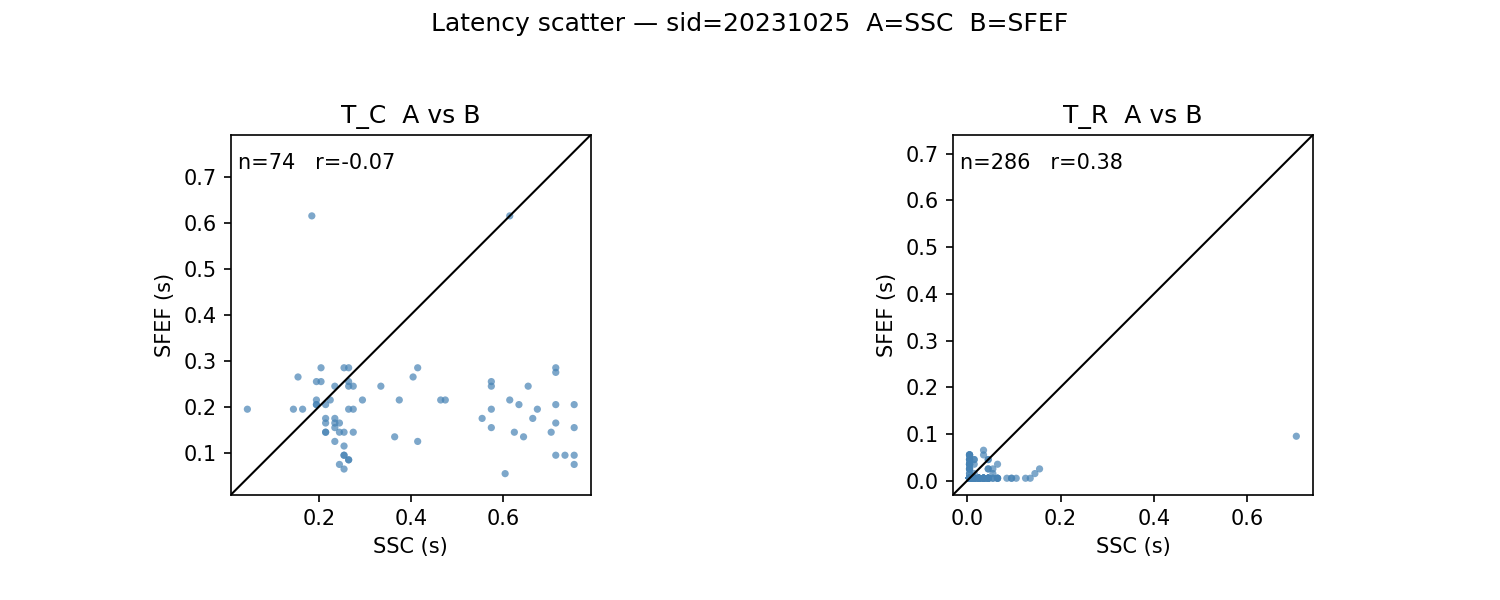 Latency scatter — sid=20231025  A=SSC  B=SFEF
T_C  A vs B
n=74   r=-0.07
0.7
0.6
0.5
0.4
0.3
0.2
0.1
SFEF (s)
0.2
0.4
0.6
SSC (s)
T_R  A vs B
n=286   r=0.38
0.7
0.6
0.5
0.4
0.3
0.2
0.1
0.0
SFEF (s)
0.0
0.2
0.4
0.6
SSC (s)